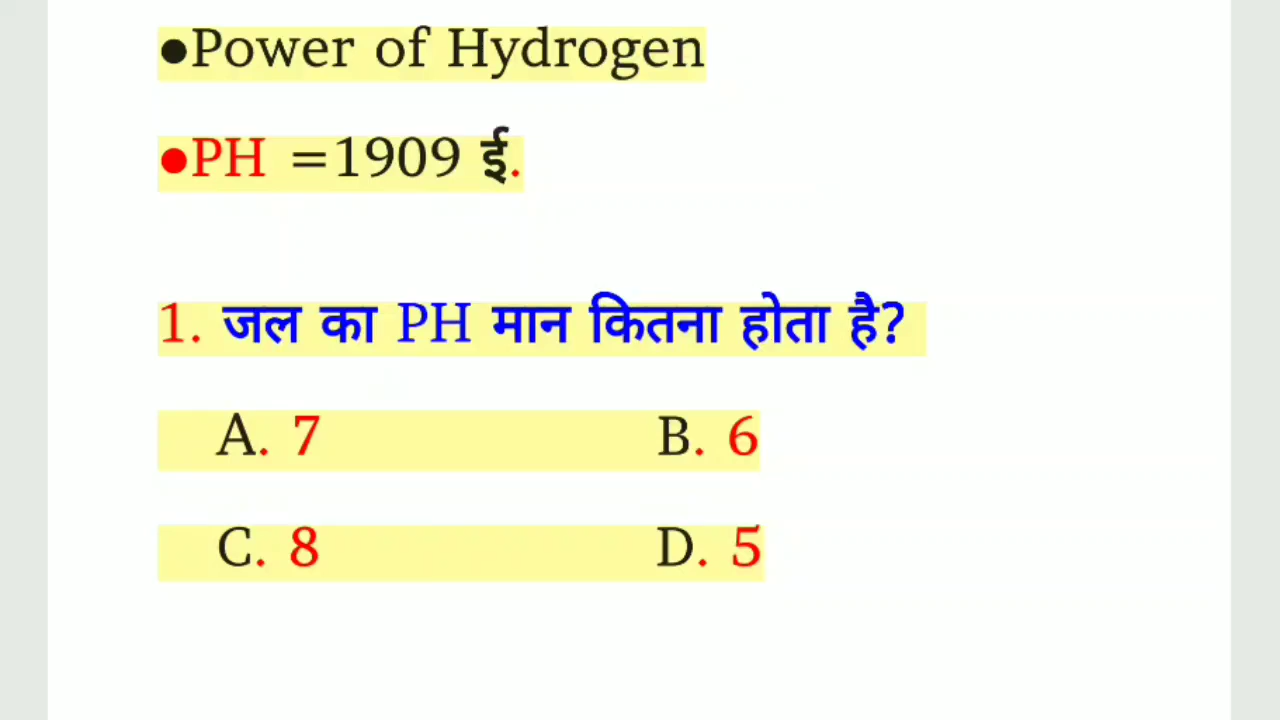 ●Power of Hydrogen
●PH =1909 ई.
1. जल का PH मान कितना होता है?
A. 7 B. 6
C. 8 D. 5